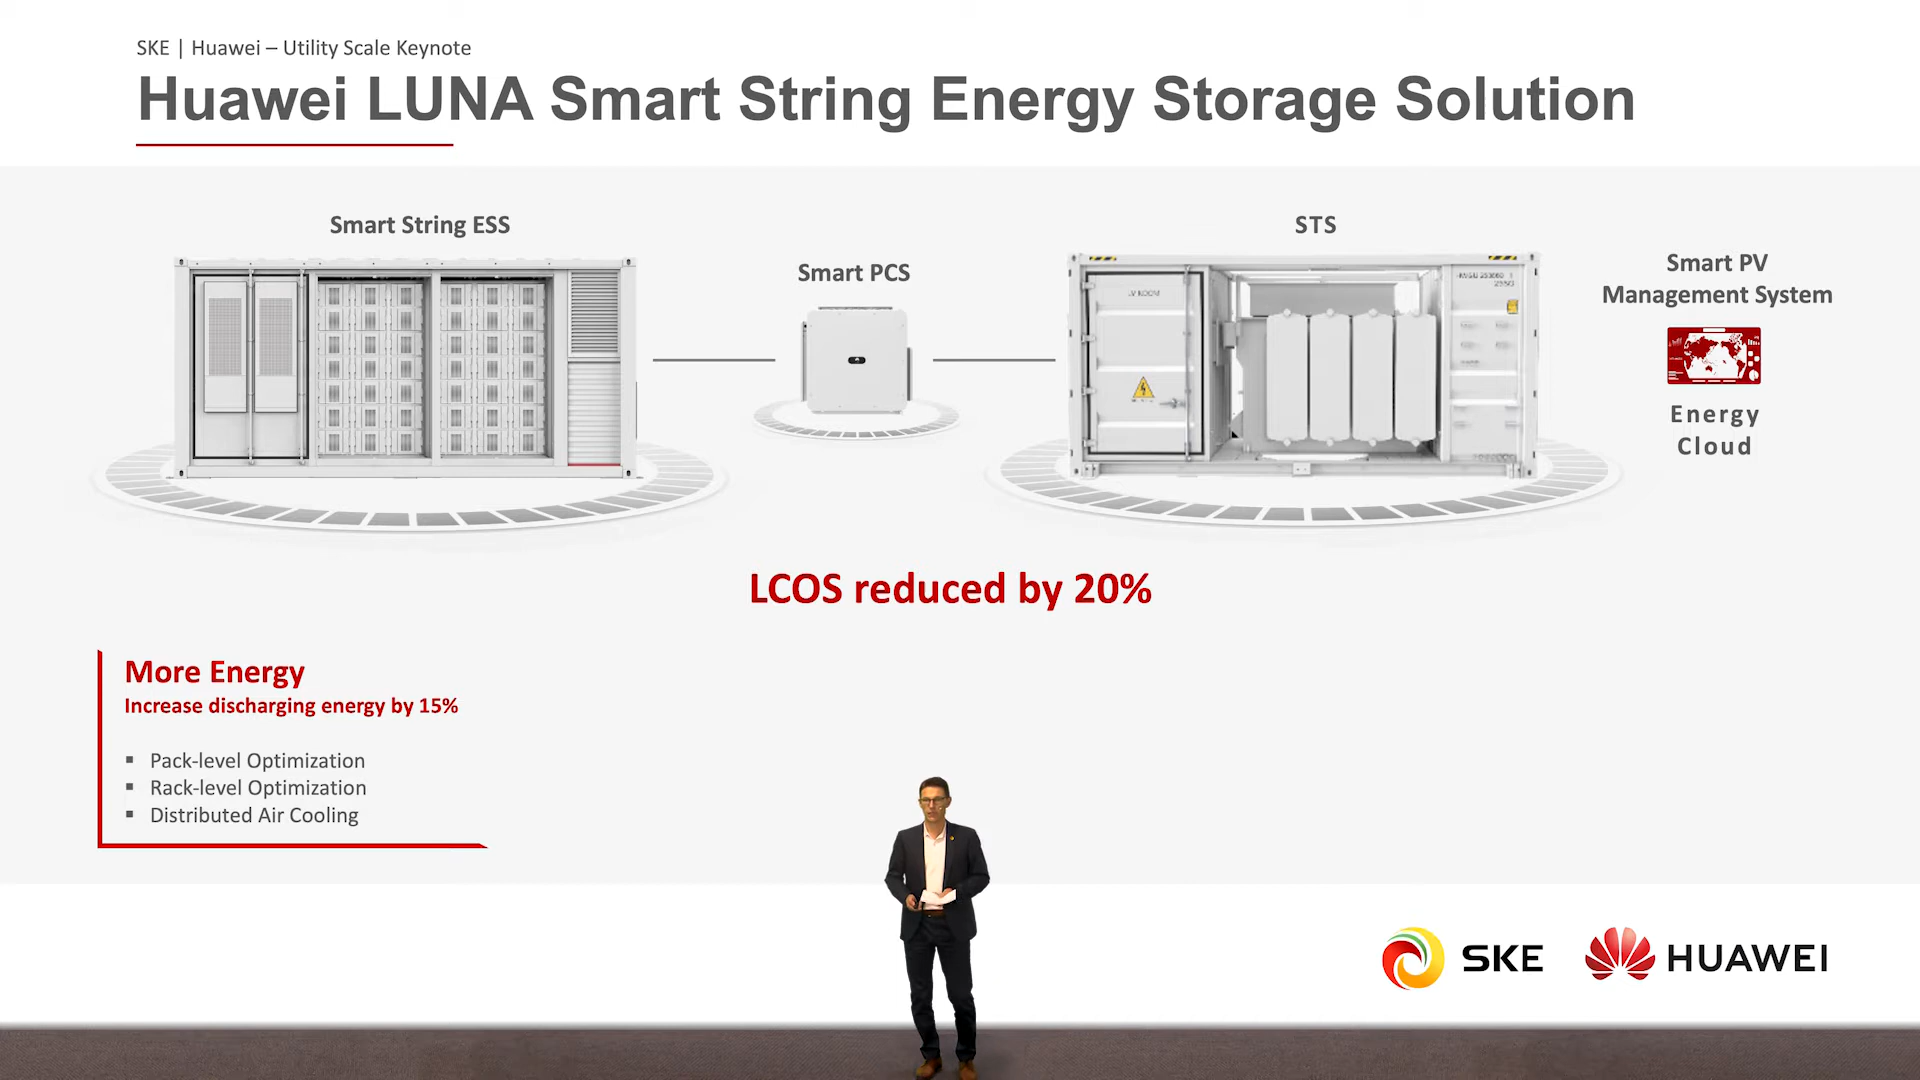 SKE | Huawei – Utility Scale Keynote
Huawei LUNA Smart String Energy Storage Solution
Smart String ESS
Smart PCS
STS
Smart PV
Management System
Energy
Cloud
LV ROOM
LCOS reduced by 20%
More Energy
Increase discharging energy by 15%
▪ Pack-level Optimization
▪ Rack-level Optimization
▪ Distributed Air Cooling
SKE
HUAWEI